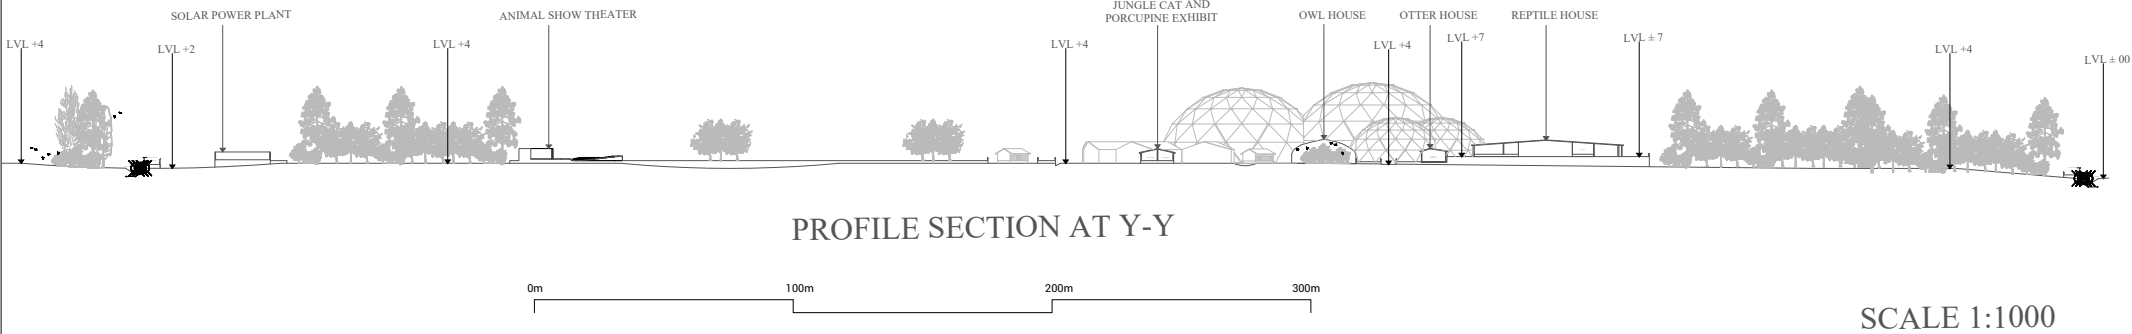 JUNGLE CAT AND
PORCUPINE EXHIBIT
SOLAR POWER PLANT
ANIMAL SHOW THEATER
OWL HOUSE
OTTER HOUSE
REPTILE HOUSE
LVL +4
LVL +2
LVL +4
LVL +4
LVL +4
LVL +7
LVL ± 7
LVL +4
LVL ± 00
PROFILE SECTION AT Y-Y
0m
100m
200m
300m
SCALE 1:1000